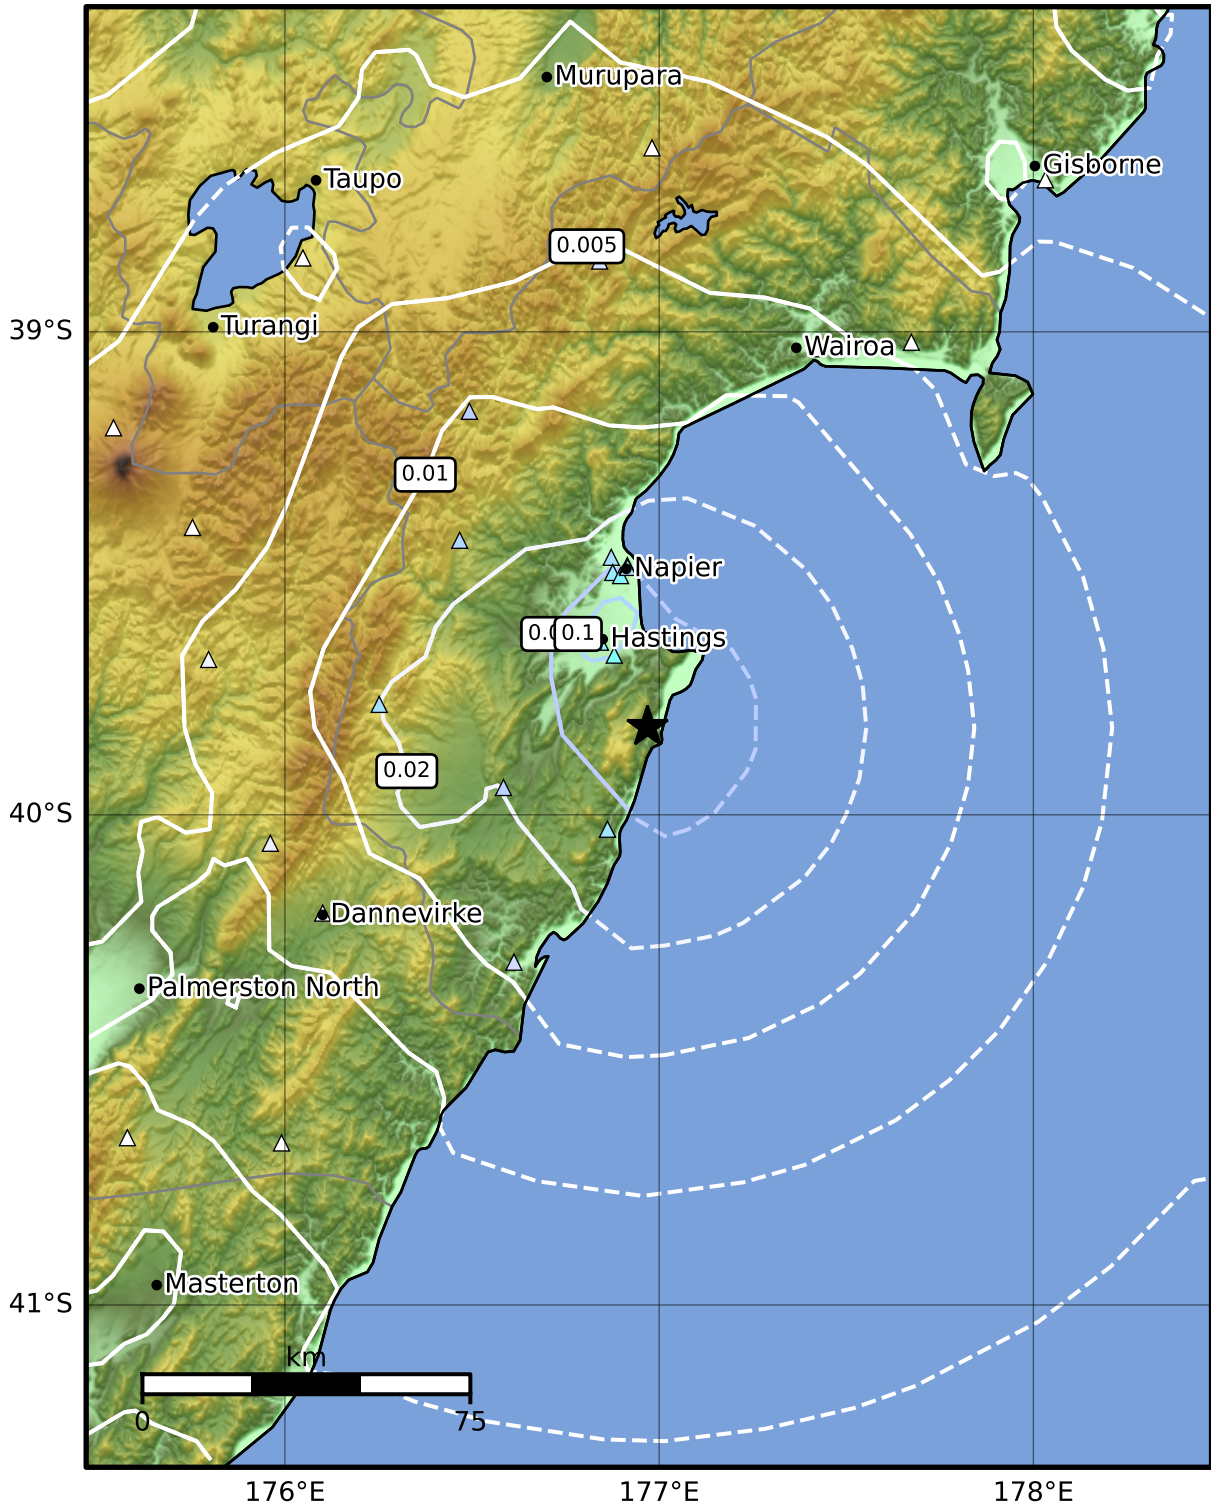 Murupara
Gisborne
Taupo
0.005
Turangi
39°S
Wairoa
0.01
Napier
0.1
Hastings
0.02
40°S
Dannevirke
Palmerston North
Masterton
41°S
km
0
75
176°E
177°E
178°E